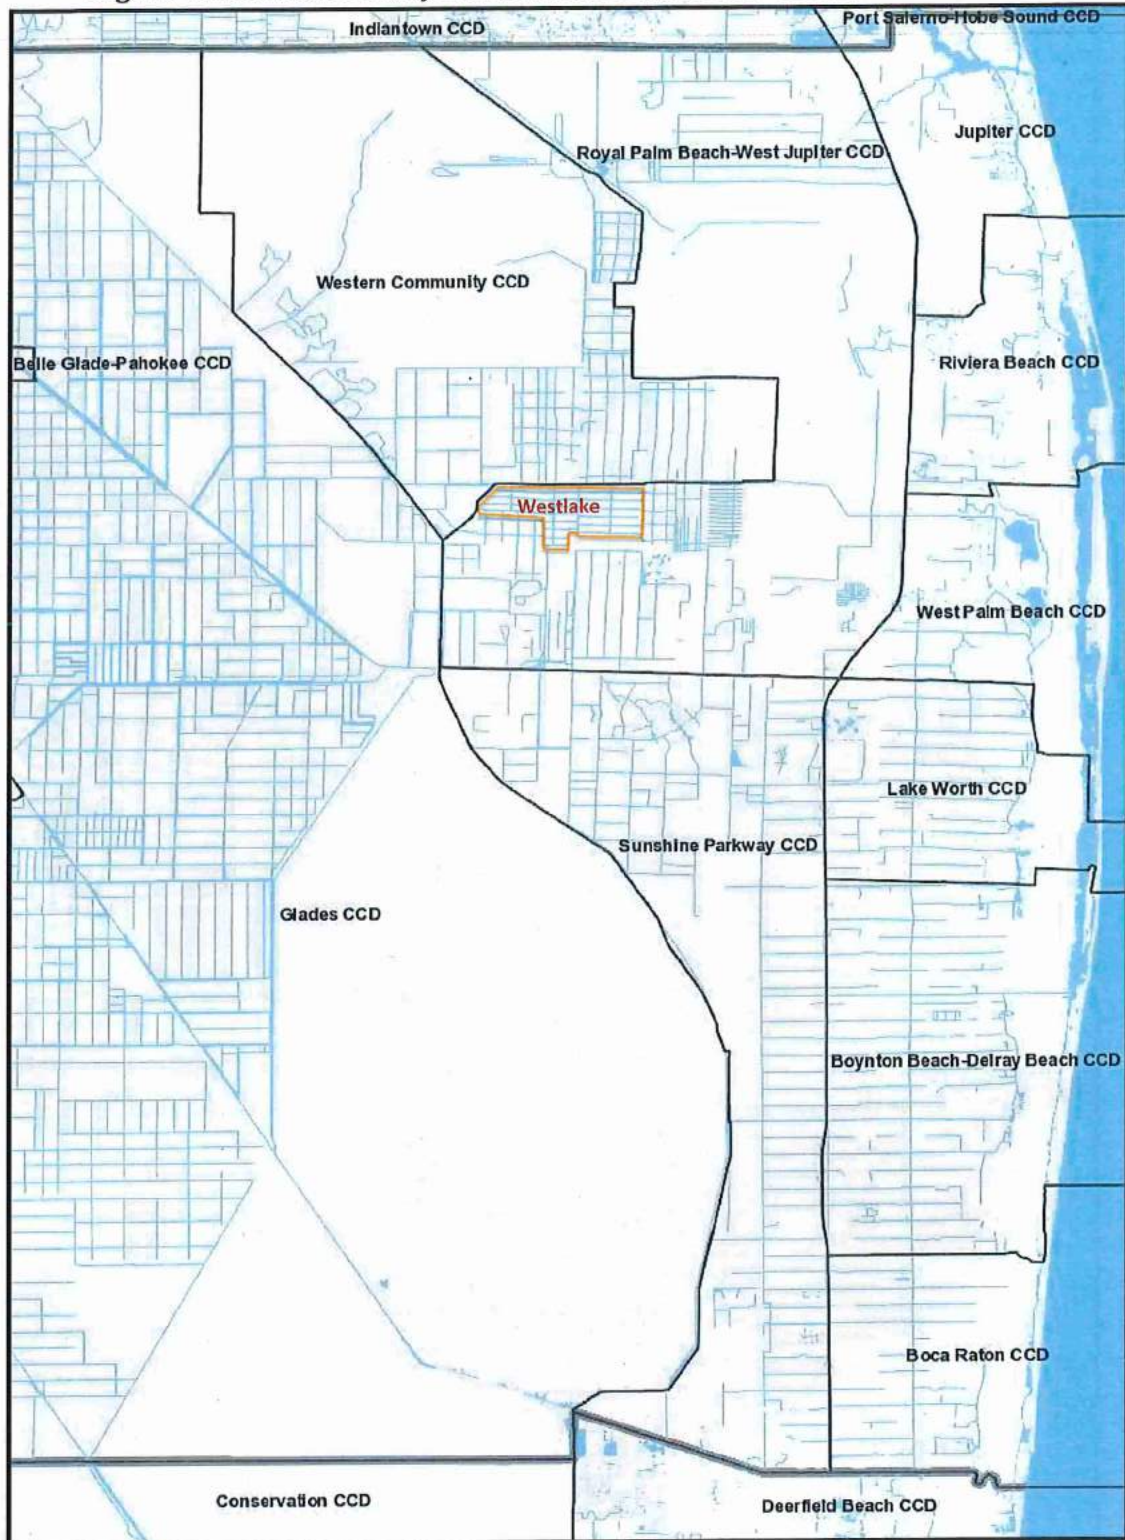 Indiantown CCD
Port Salerno-Hobe Sound CCD
Jupiter CCD
Royal Palm Beach-West Jupiter CCD
Western Community CCD
Belle Glade-Pahokee CCD
Riviera Beach CCD
Westlake
West Palm Beach CCD
Lake Worth CCD
Sunshine Parkway CCD
Glades CCD
Boynton Beach-Delray Beach CCD
Boca Raton CCD
Conservation CCD
Deerfield Beach CCD